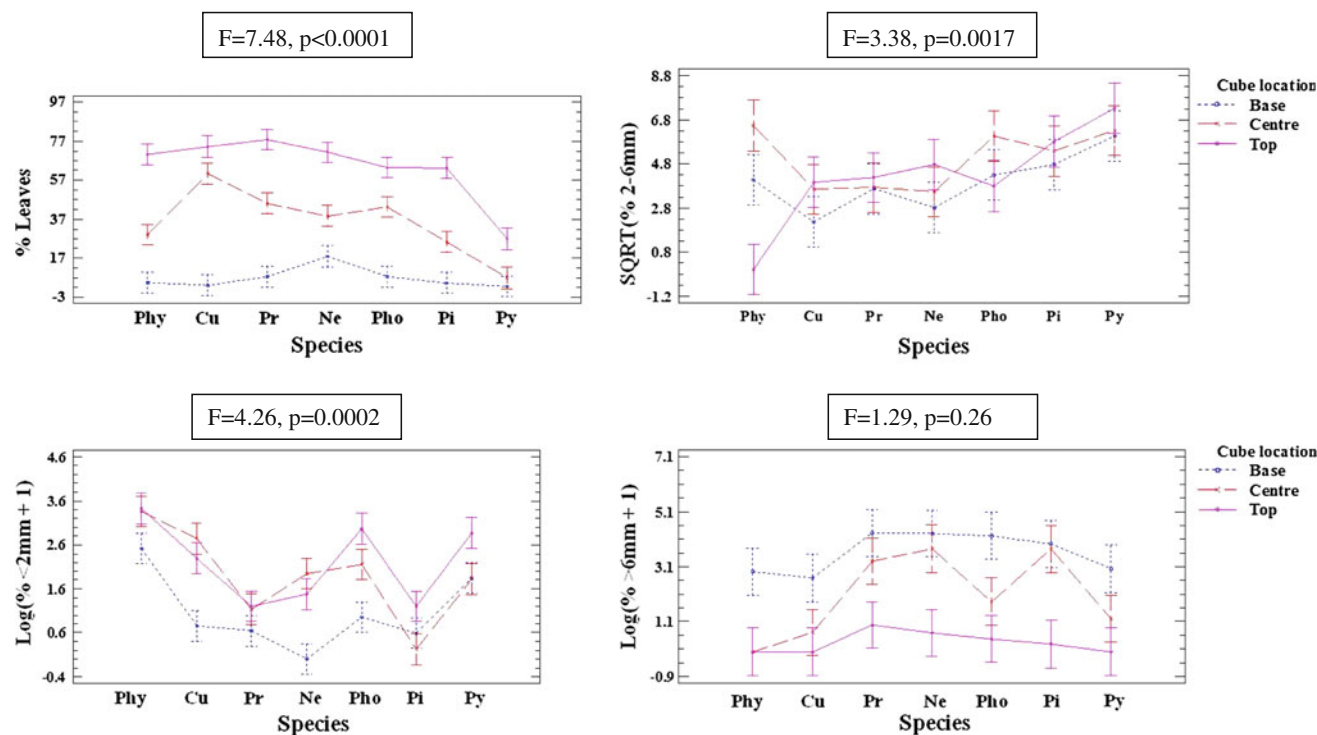 F=7.48, p<0.0001
% Leaves
97
77
57
37
17
-3
Phy Cu Pr Ne Pho Pi Py
Species
F=3.38, p=0.0017
SQRT(% 2-6mm)
8.8
6.8
4.8
2.8
0.8
-1.2
Phy Cu Pr Ne Pho Pi Py
Species
Cube location
Base
Centre
Top
F=4.26, p=0.0002
Log(% <2mm + 1)
4.6
3.6
2.6
1.6
0.6
-0.4
Phy Cu Pr Ne Pho Pi Py
Species
F=1.29, p=0.26
Log(% >6mm + 1)
7.1
5.1
3.1
1.1
-0.9
Phy Cu Pr Ne Pho Pi Py
Species
Cube location
Base
Centre
Top